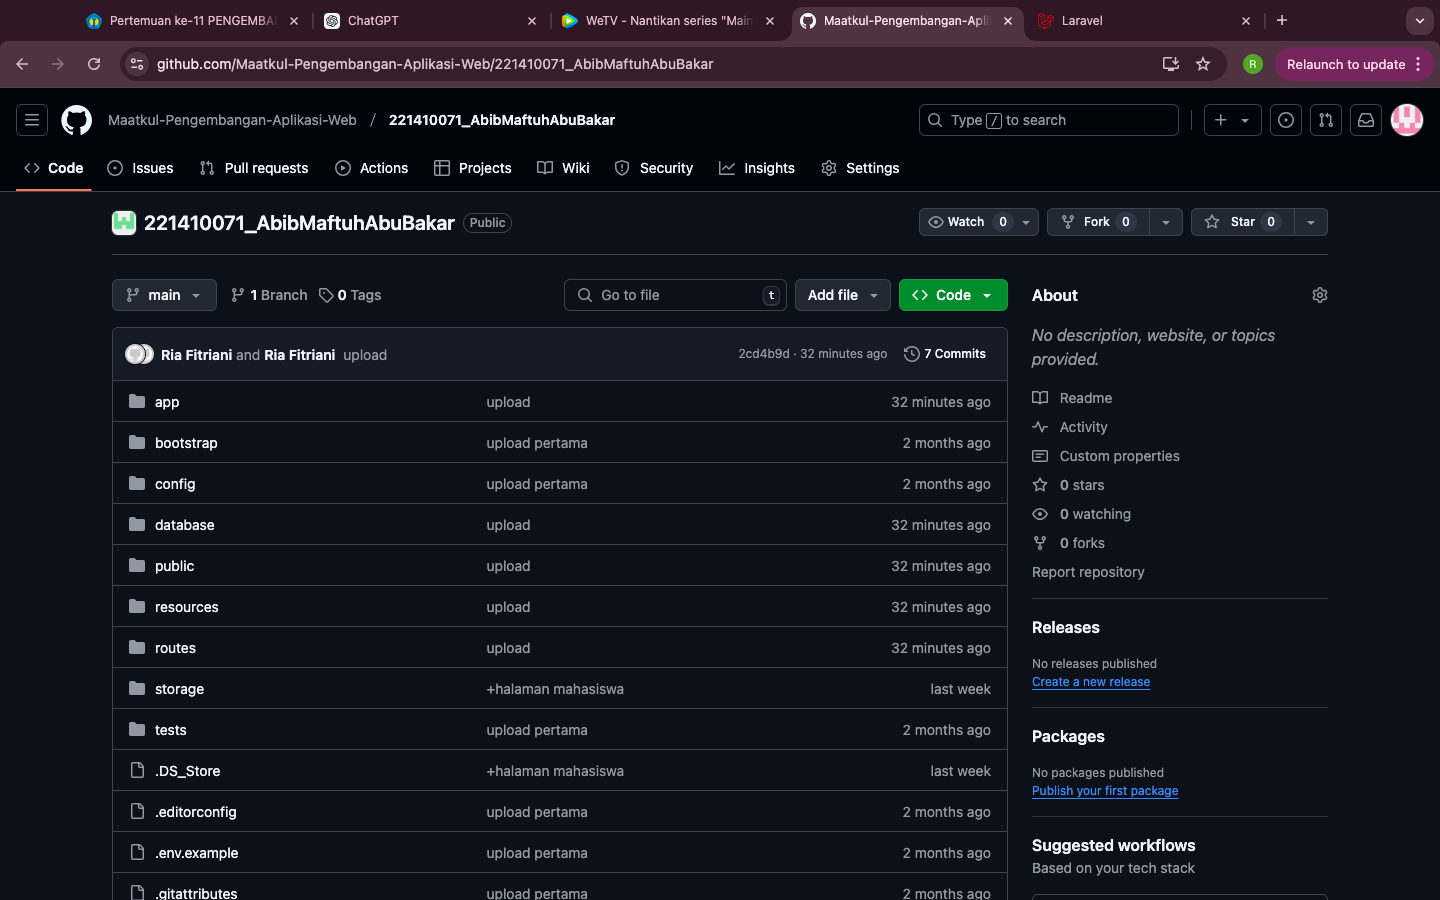 Pertemuan ke-11 PENGEMBA
ChatGPT
WeTV - Nantikan series "Main
Maatkul-Pengembangan-Apli
Laravel
github.com/Maatkul-Pengembangan-Aplikasi-Web/221410071_AbibMaftuhAbuBakar
R
Relaunch to update
Maatkul-Pengembangan-Aplikasi-Web / 221410071_AbibMaftuhAbuBakar
Type / to search
Code
Issues
Pull requests
Actions
Projects
Wiki
Security
Insights
Settings
221410071_AbibMaftuhAbuBakar Public
Watch 0
Fork 0
Star 0
main
1 Branch
0 Tags
Go to file t
Add file
Code
Ria Fitriani and Ria Fitriani upload 2cd4b9d · 32 minutes ago 7 Commits
app upload 32 minutes ago
bootstrap upload pertama 2 months ago
config upload pertama 2 months ago
database upload 32 minutes ago
public upload 32 minutes ago
resources upload 32 minutes ago
routes upload 32 minutes ago
storage +halaman mahasiswa last week
tests upload pertama 2 months ago
.DS_Store +halaman mahasiswa last week
.editorconfig upload pertama 2 months ago
.env.example upload pertama 2 months ago
.gitattributes upload pertama 2 months ago
About
No description, website, or topics
provided.
Readme
Activity
Custom properties
0 stars
0 watching
0 forks
Report repository
Releases
No releases published
Create a new release
Packages
No packages published
Publish your first package
Suggested workflows
Based on your tech stack